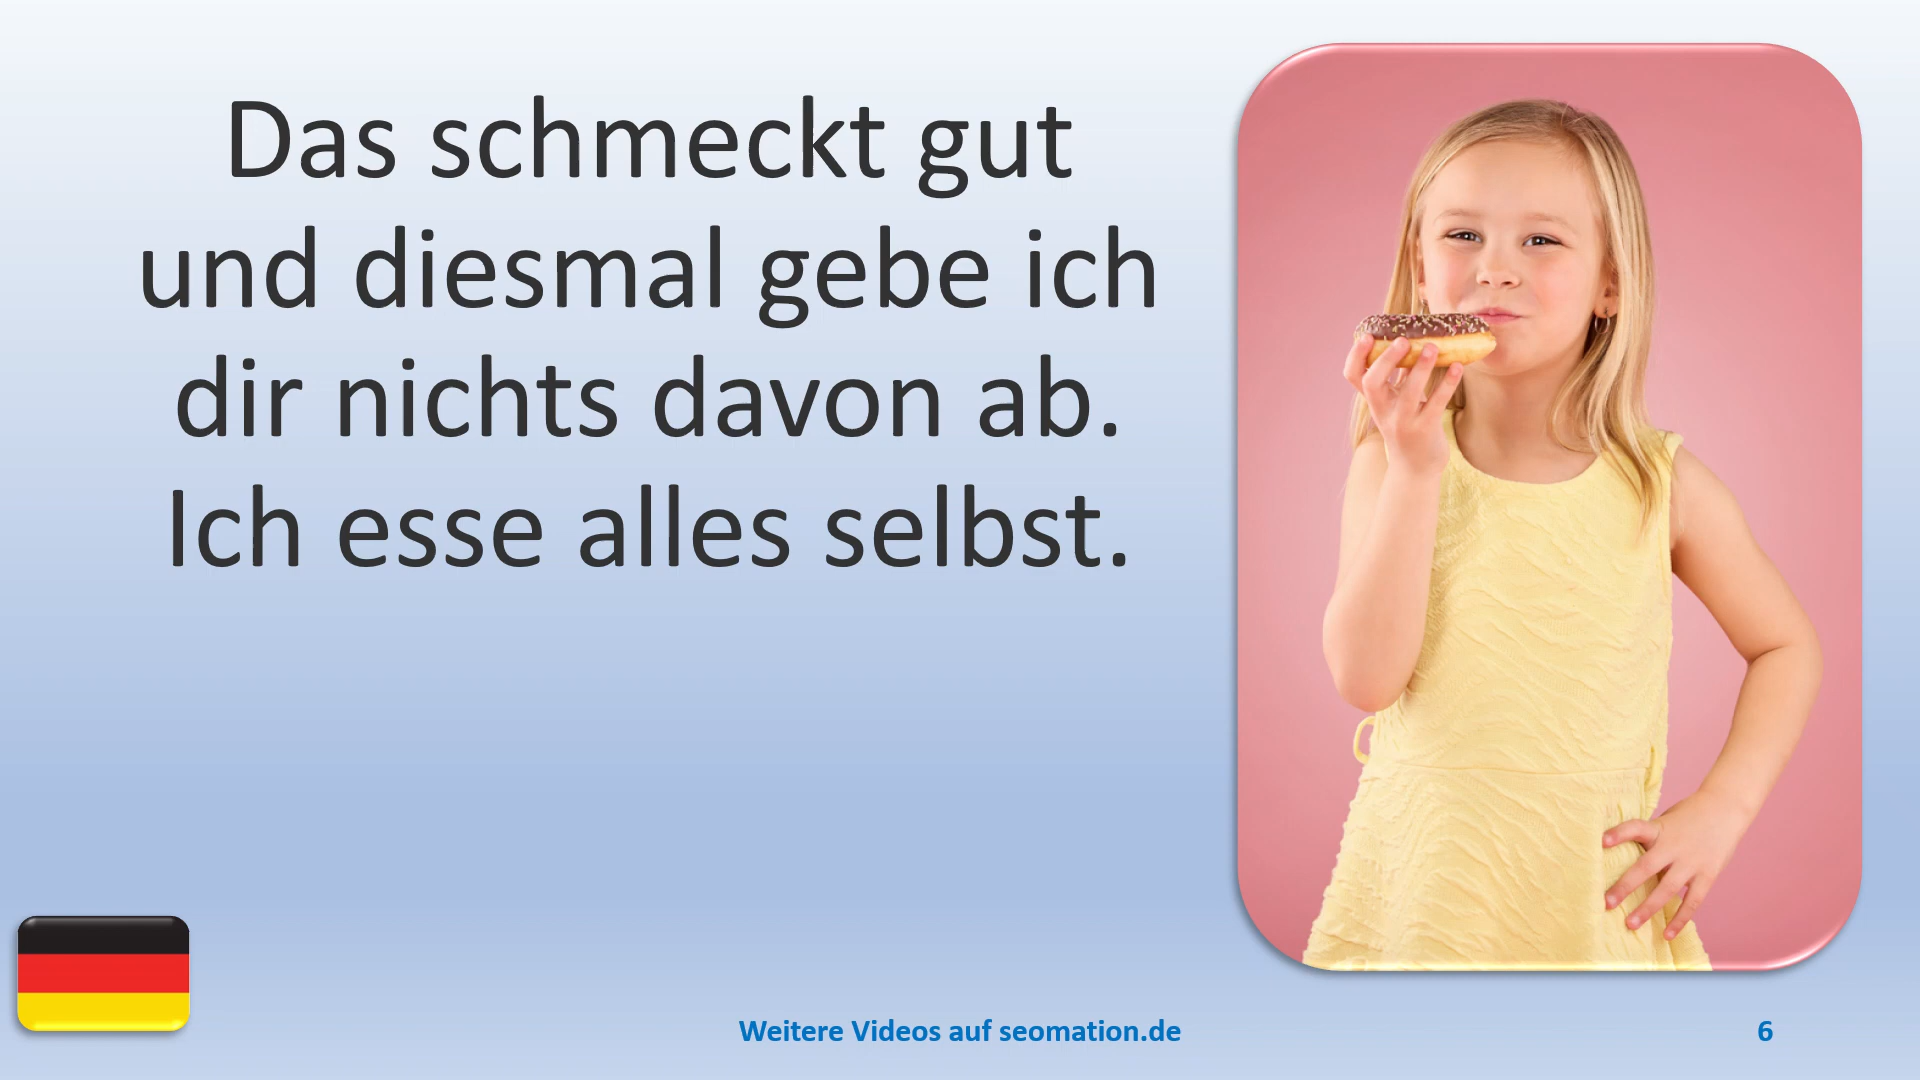 Das schmeckt gut
und diesmal gebe ich
dir nichts davon ab.
Ich esse alles selbst.
Weitere Videos auf seomation.de
6